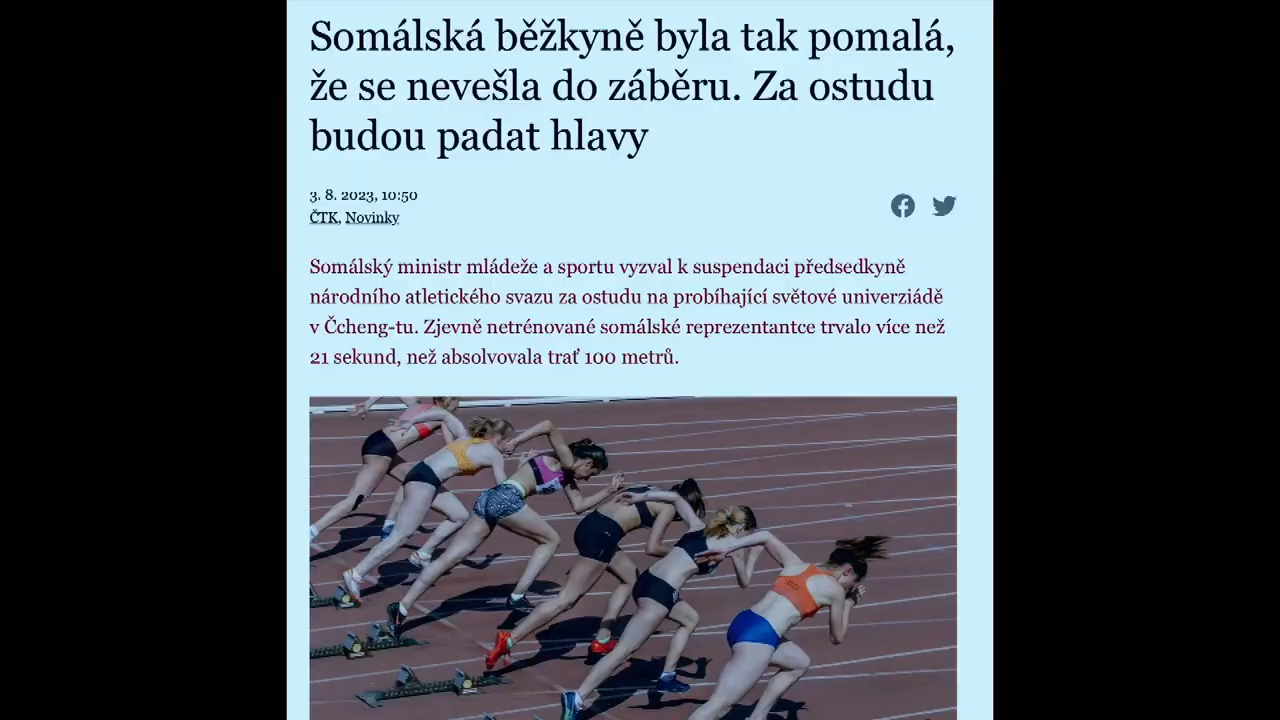 Somálská běžkyně byla tak pomalá,
že se nevešla do záběru. Za ostudu
budou padat hlavy
3. 8. 2023, 10:50
ČTK, Novinky
Somálský ministr mládeže a sportu vyzval k suspendaci předsedkyně
národního atletického svazu za ostudu na probíhající světové univerziádě
v Čcheng-tu. Zjevně netrénované somálské reprezentantce trvalo více než
21 sekund, než absolvovala trať 100 metrů.